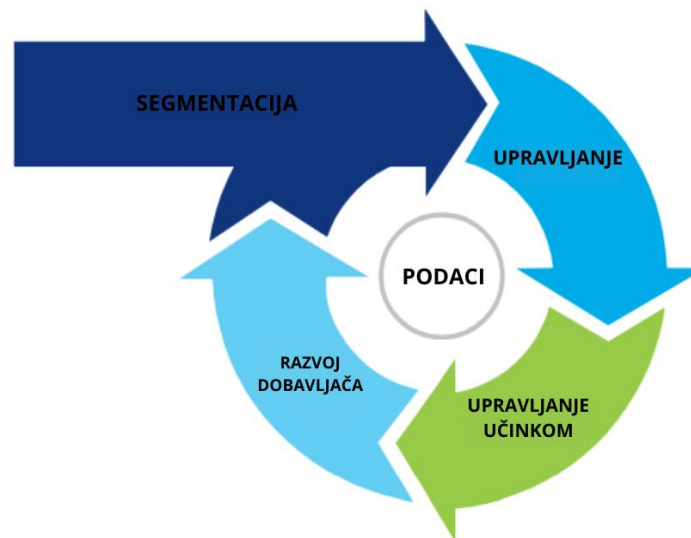 SEGMENTACIJA
UPRAVLJANJE
PODACI
RAZVOJ
DOBAVLJAČA
UPRAVLJANJE
UČINKOM